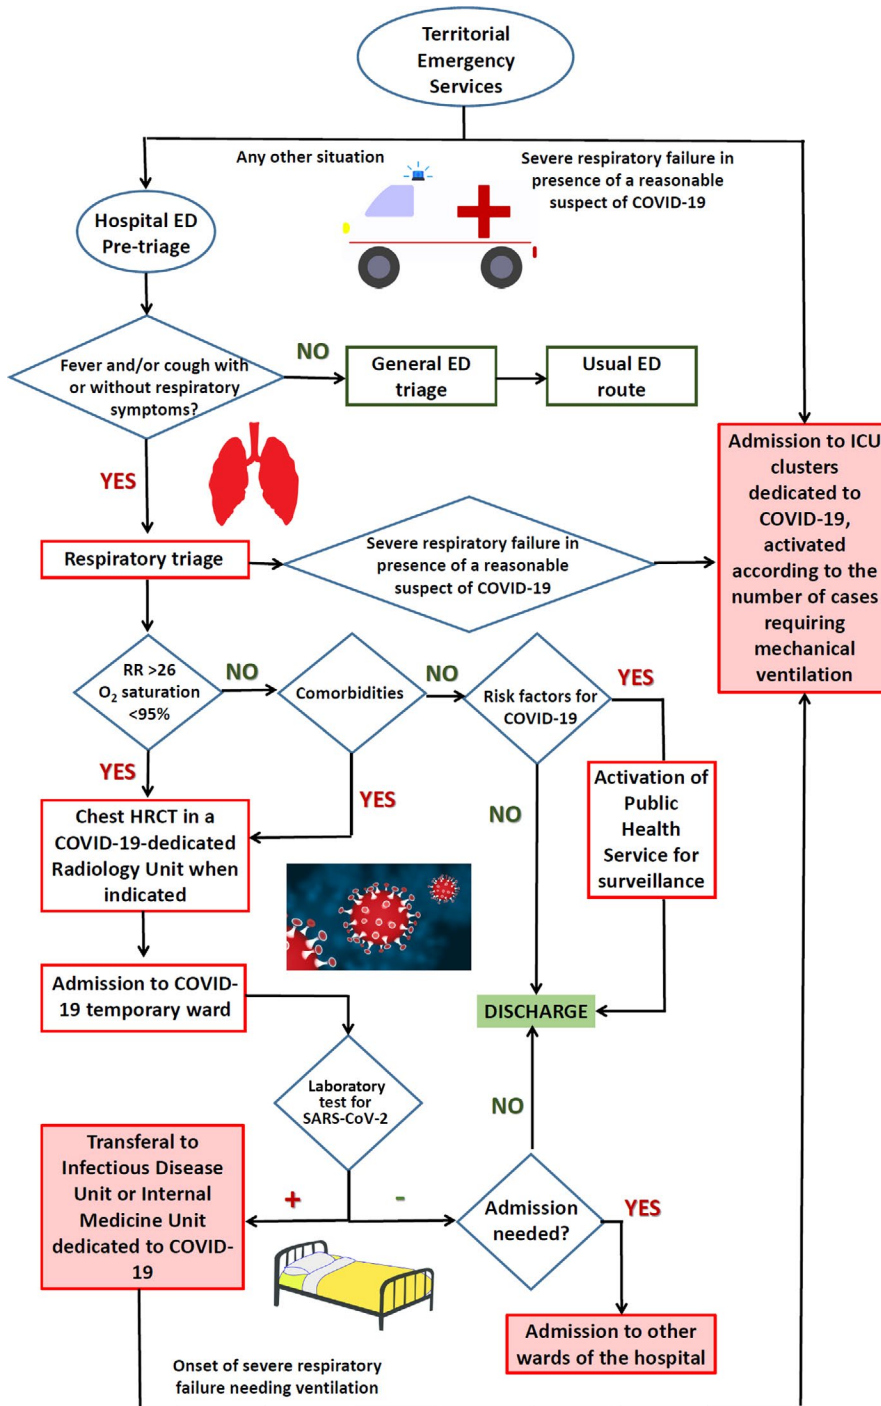 Territorial
Emergency
Services
Any other situation
Severe respiratory failure in
presence of a reasonable
suspect of COVID-19
Hospital ED
Pre-triage
Fever and/or cough with
or without respiratory
symptoms?
NO
General ED
triage
Usual ED
route
YES
Respiratory triage
Severe respiratory failure in
presence of a reasonable
suspect of COVID-19
Admission to ICU
clusters
dedicated to
COVID-19,
activated
according to the
number of cases
requiring
mechanical
ventilation
RR >26
O₂ saturation
<95%
NO
Comorbidities
NO
Risk factors for
COVID-19
YES
YES
YES
NO
Activation of
Public
Health
Service for
surveillance
Chest HRCT in a
COVID-19-dedicated
Radiology Unit when
indicated
Admission to COVID-
19 temporary ward
DISCHARGE
Laboratory
test for
SARS-CoV-2
NO
+
-
Transferal to
Infectious Disease
Unit or Internal
Medicine Unit
dedicated to COVID-
19
Admission
needed?
YES
Admission to other
wards of the hospital
Onset of severe respiratory
failure needing ventilation